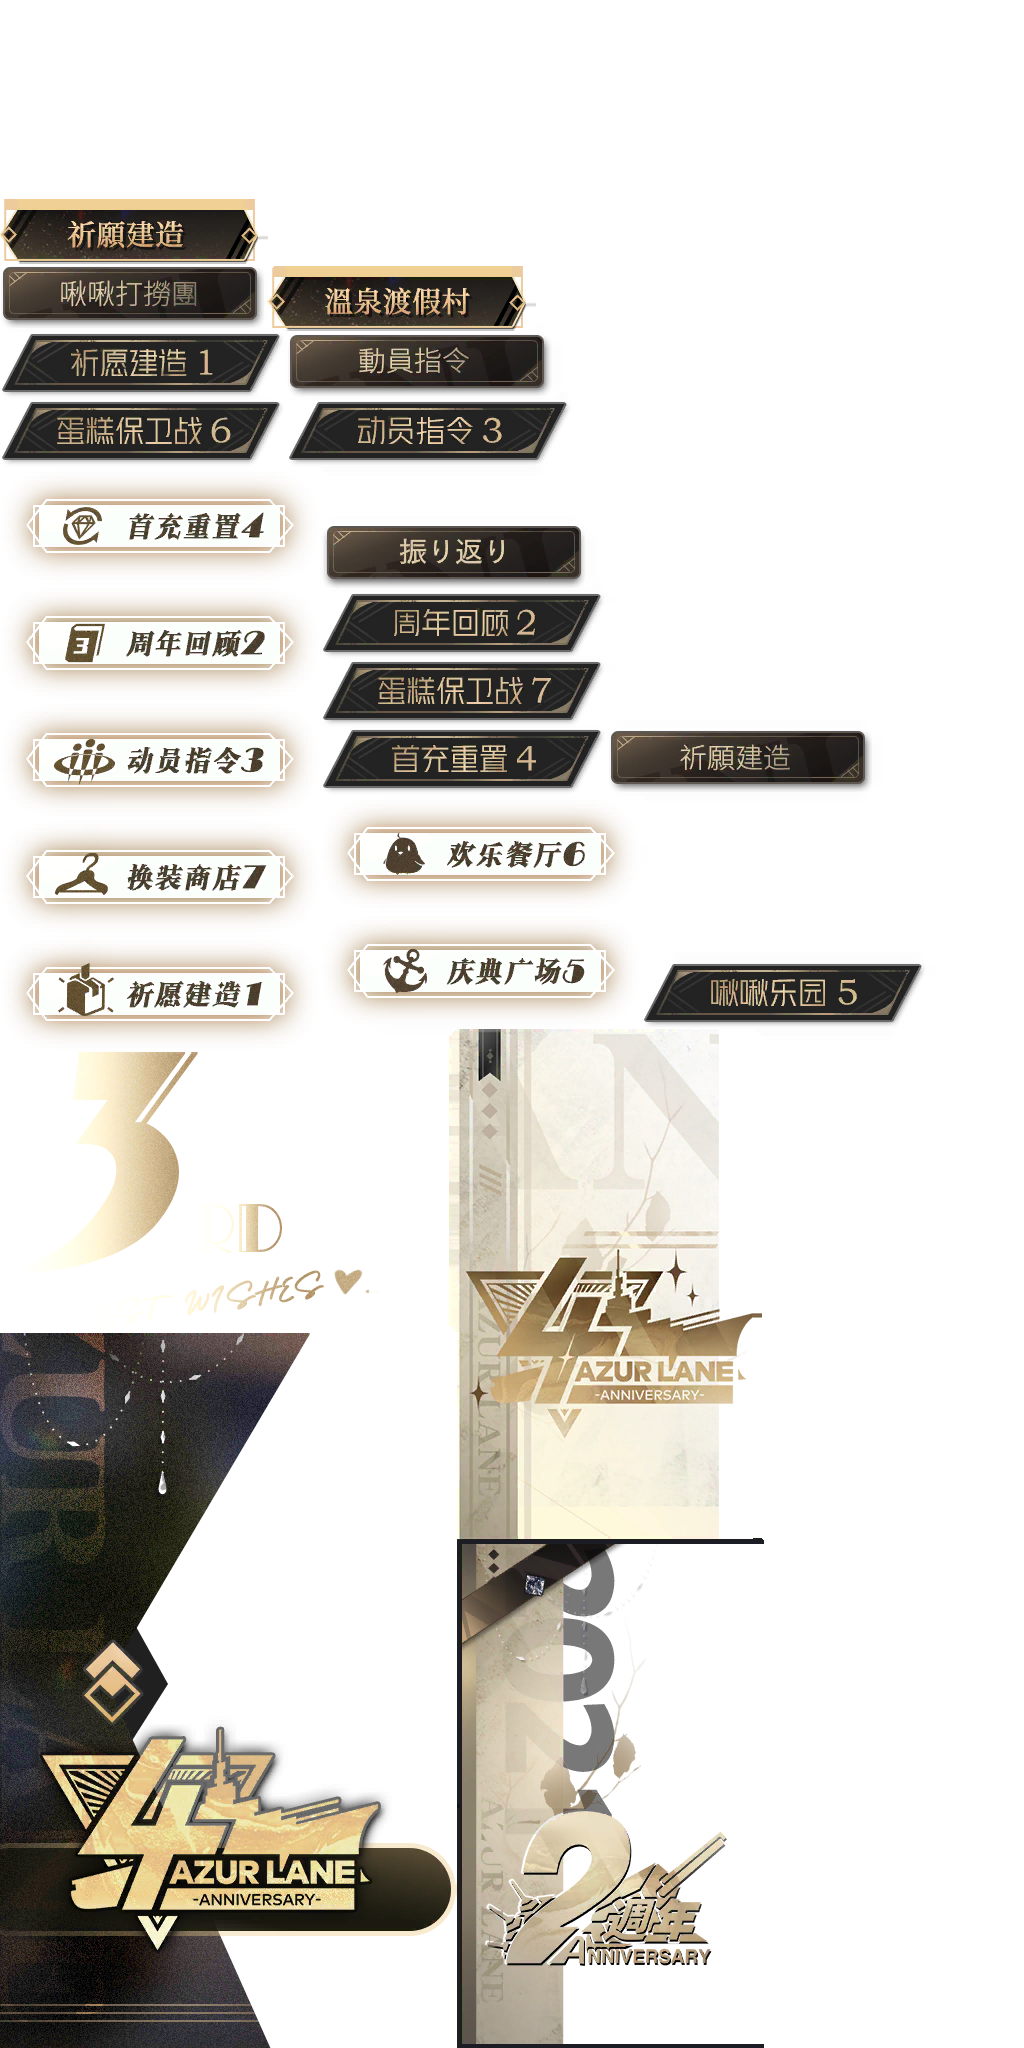 祈願建造
啾啾打撈團
溫泉渡假村
祈愿建造 1
動員指令
蛋糕保卫战 6
动员指令 3
首充重置4
振り返り
周年回顾 2
周年回顾2
3
蛋糕保卫战 7
动员指令3
首充重置 4
祈願建造
换装商店7
欢乐餐厅6
祈愿建造1
庆典广场5
啾啾乐园 5
3
RD
WISHES
4
AZUR LANE
-ANNIVERSARY-
AZUR LANE
4
AZUR LANE
-ANNIVERSARY-
2週年
ANNIVERSARY
AZUR LANE